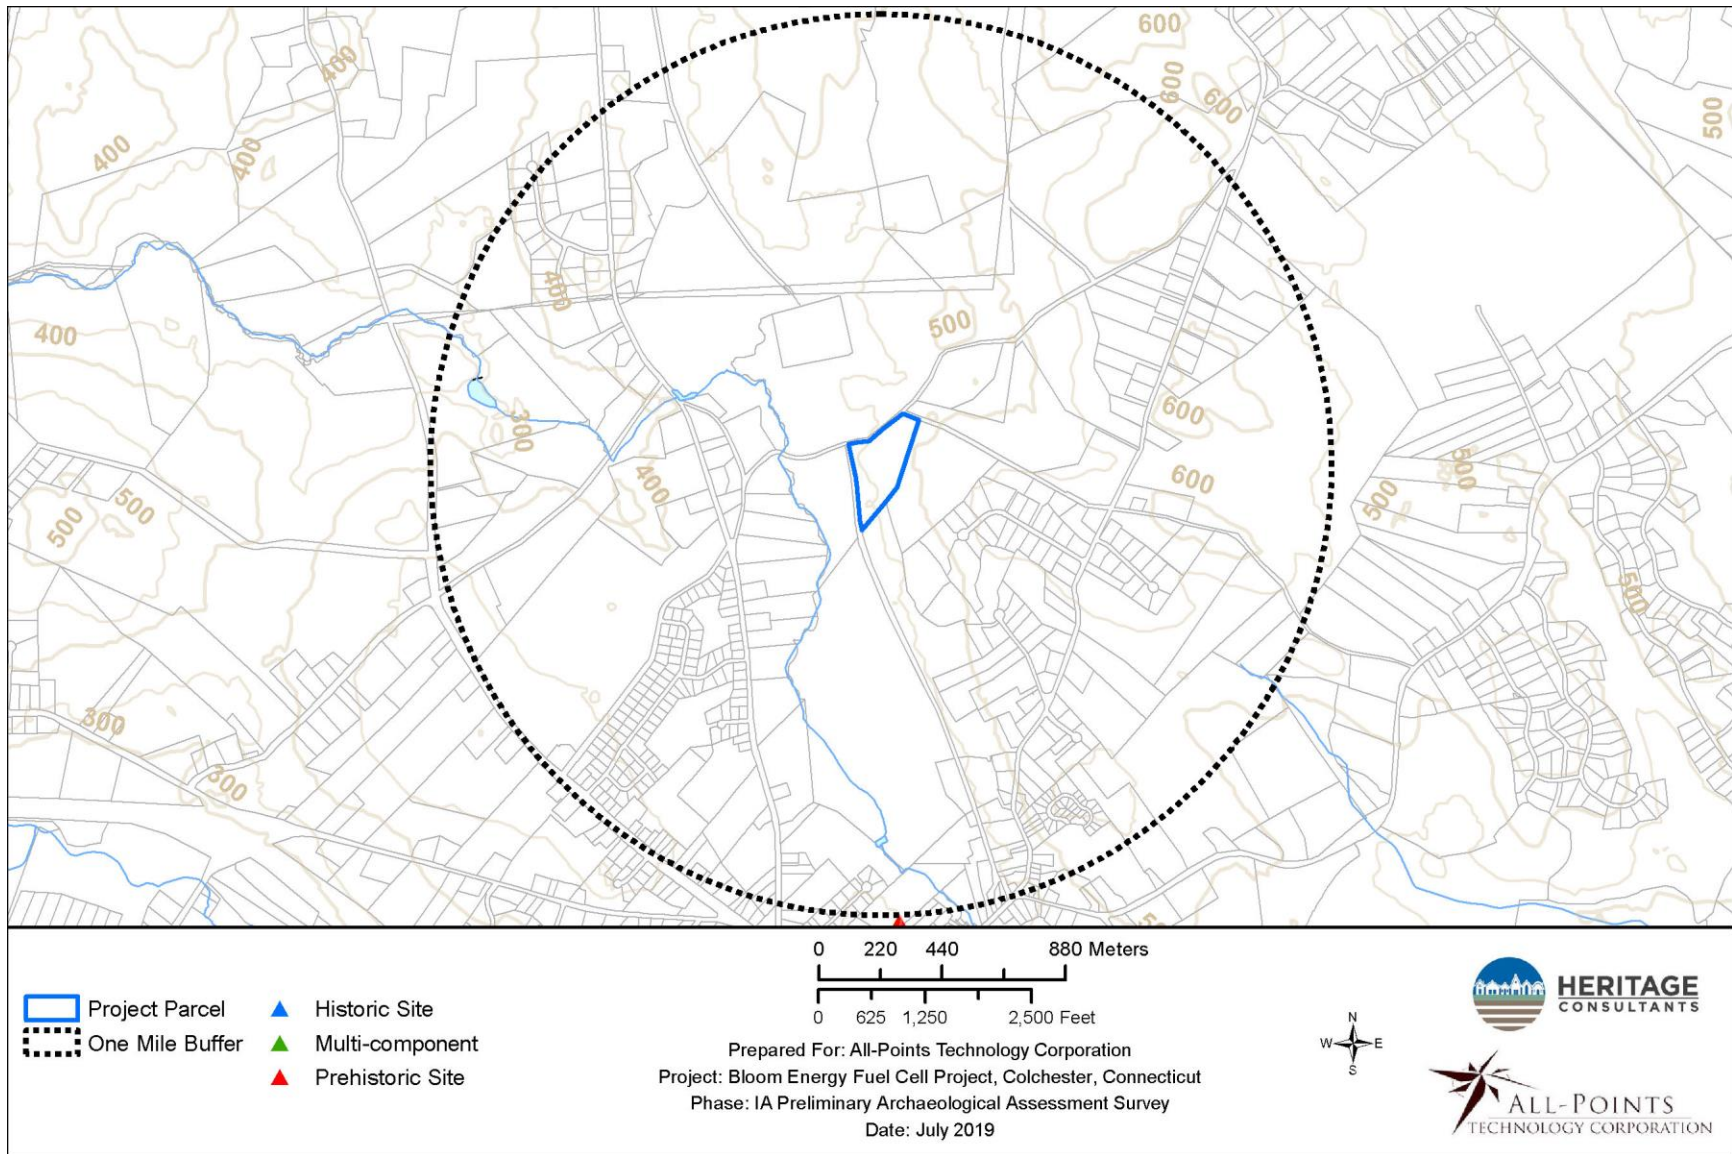 600
400
600
600
500
400
400
400
500
400
600
300
600
400
500
500
500
500
500
300
300
0 220 440 880 Meters
0 625 1,250 2,500 Feet
Project Parcel
One Mile Buffer
Historic Site
Multi-component
Prehistoric Site
Prepared For: All-Points Technology Corporation
Project: Bloom Energy Fuel Cell Project, Colchester, Connecticut
Phase: IA Preliminary Archaeological Assessment Survey
Date: July 2019
N
W E
S
HERITAGE
CONSULTANTS
ALL-POINTS
TECHNOLOGY CORPORATION